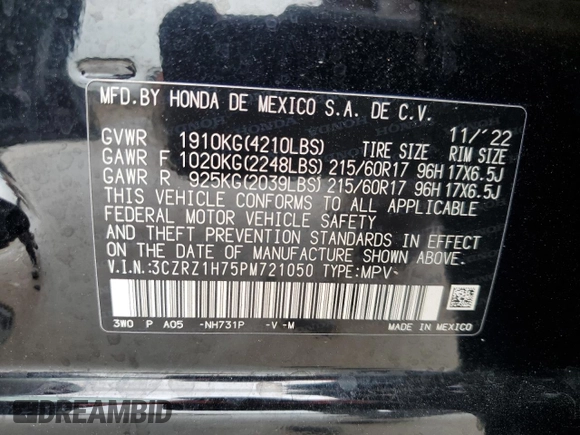 MFD.BY HONDA DE MEXICO S.A. DE C.V.
11/'22
GVWR 1910KG(4210LBS) TIRE SIZE RIM SIZE
GAWR F 1020KG(2248LBS) 215/60R17 96H 17X6.5J
GAWR R 925KG(2039LBS) 215/60R17 96H 17X6.5J
THIS VEHICLE CONFORMS TO ALL APPLICABLE
FEDERAL MOTOR VEHICLE SAFETY
AND THEFT PREVENTION STANDARDS IN EFFECT
ON THE DATE OF MANUFACTURE SHOWN ABOVE.
V.I.N.:3CZRZ1H75PM721050 TYPE:MPV
3W0 P A05 -NH731P -V -M MADE IN MEXICO
DREAMBID